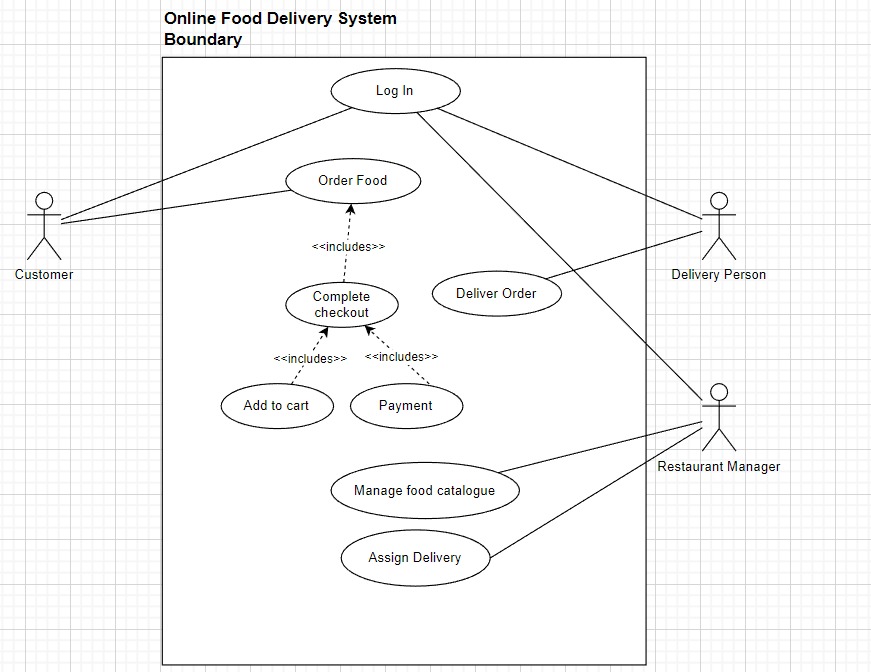 Online Food Delivery System
Boundary
Log In
Order Food
<<includes>>
Customer
Delivery Person
Complete
checkout
Deliver Order
<<includes>>
<<includes>>
Add to cart
Payment
Restaurant Manager
Manage food catalogue
Assign Delivery